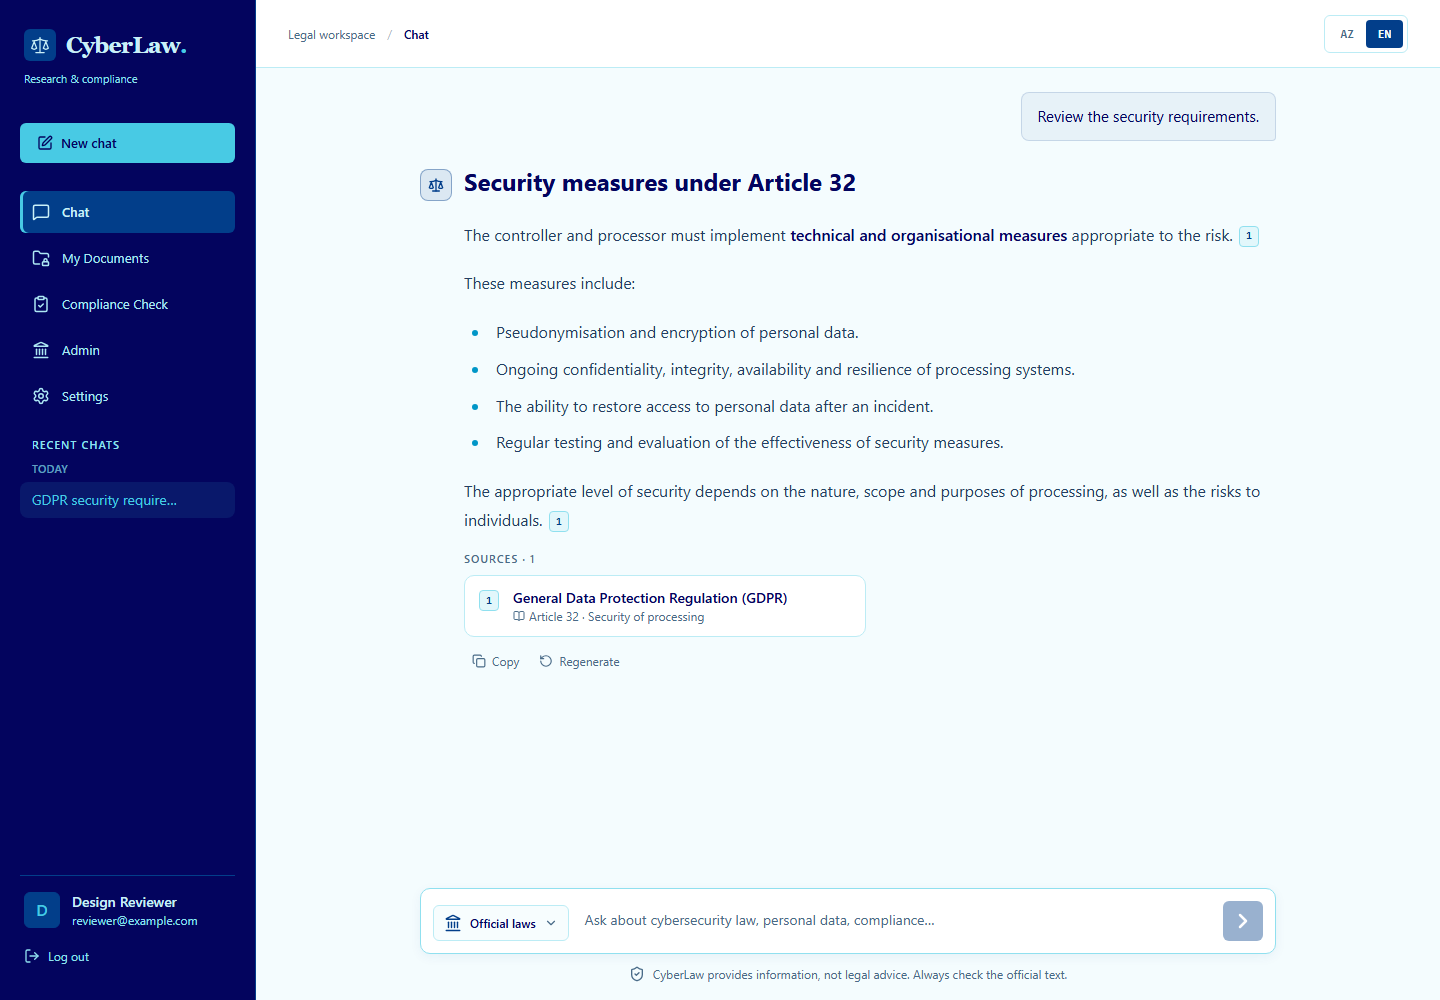 CyberLaw.
Research & compliance
New chat
Chat
My Documents
Compliance Check
Admin
Settings
RECENT CHATS
TODAY
GDPR security require...
Design Reviewer
D
reviewer@example.com
Log out
Legal workspace / Chat
AZ EN
Review the security requirements.
Security measures under Article 32
The controller and processor must implement technical and organisational measures appropriate to the risk. 1
These measures include:
• Pseudonymisation and encryption of personal data.
• Ongoing confidentiality, integrity, availability and resilience of processing systems.
• The ability to restore access to personal data after an incident.
• Regular testing and evaluation of the effectiveness of security measures.
The appropriate level of security depends on the nature, scope and purposes of processing, as well as the risks to
individuals. 1
SOURCES · 1
1 General Data Protection Regulation (GDPR)
Article 32 · Security of processing
Copy Regenerate
Official laws Ask about cybersecurity law, personal data, compliance...
CyberLaw provides information, not legal advice. Always check the official text.